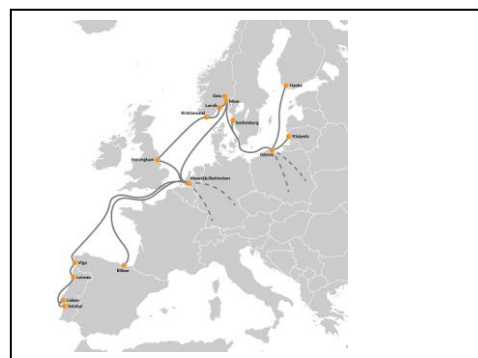 Oslo
Moss
Larvik
Kristiansand
Gothenburg
Hanko
Klaipeda
Gdynia
Immingham
Moerdijk/Rotterdam
Vigo
Leixoes
Bilbao
Lisbon
Setubal